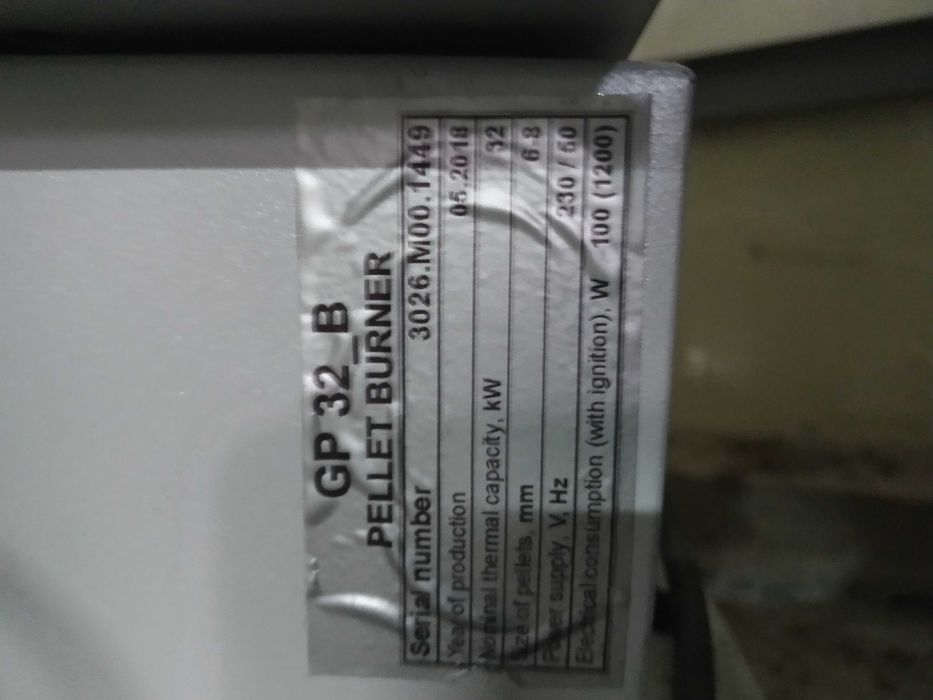 GP 32_B
PELLET BURNER
Serial number 3026.M00.1449
Year of production 05.2018
Nominal thermal capacity, kW 32
Size of pellets, mm 6-8
Power supply, V, Hz 230 / 50
Electrical consumption (with ignition), W 100 (1200)